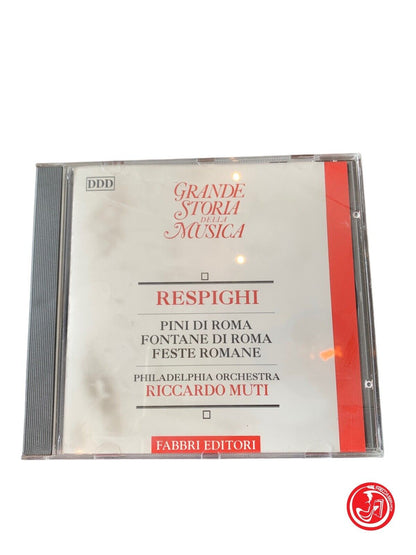 DDD
GRANDE
STORIA
DELLA
MUSICA
RESPIGHI
PINI DI ROMA
FONTANE DI ROMA
FESTE ROMANE
PHILADELPHIA ORCHESTRA
RICCARDO MUTI
FABBRI EDITORI